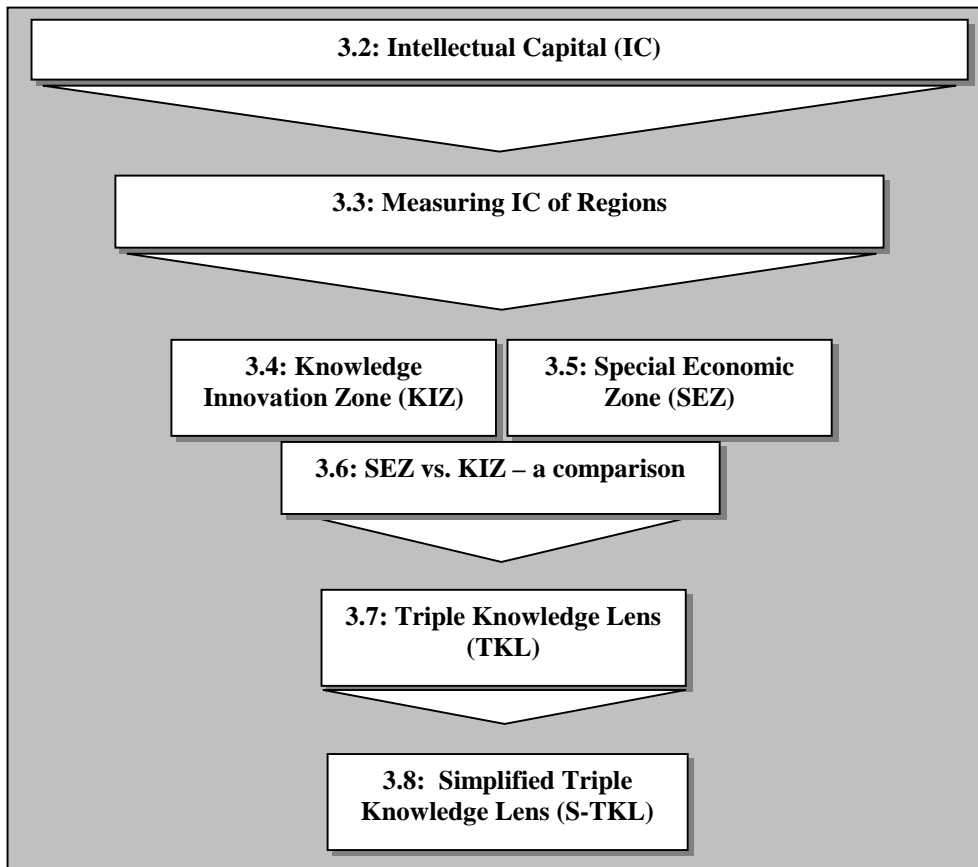 3.2: Intellectual Capital (IC)
3.3: Measuring IC of Regions
3.4: Knowledge
Innovation Zone (KIZ)
3.5: Special Economic
Zone (SEZ)
3.6: SEZ vs. KIZ – a comparison
3.7: Triple Knowledge Lens
(TKL)
3.8:  Simplified Triple
Knowledge Lens (S-TKL)